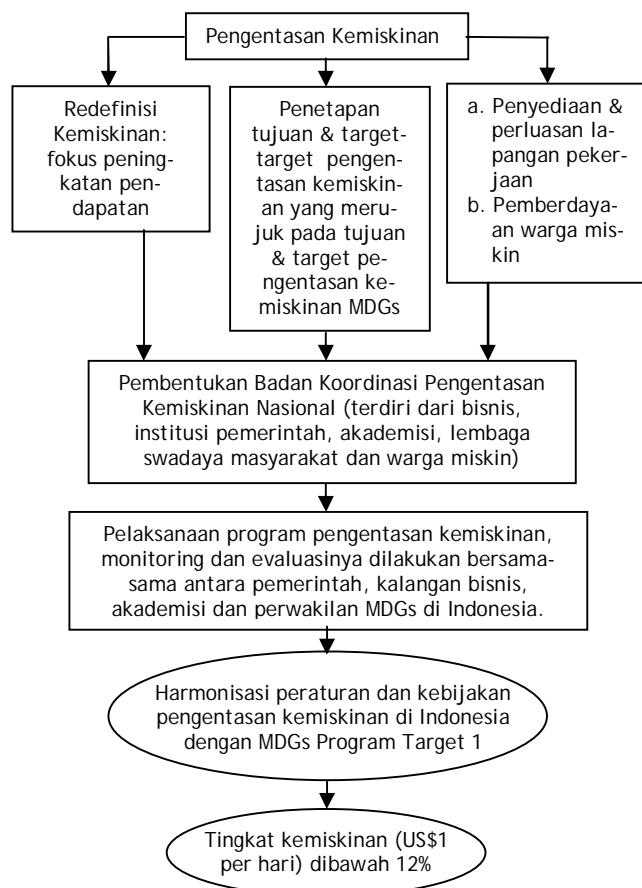 Pengentasan Kemiskinan
Redefinisi
Kemiskinan:
fokus pening-
katan pen-
dapatan
Penetapan
tujuan & target-
target pengen-
tasan kemiskin-
an yang meru-
juk pada tujuan
& target pe-
ngentasan ke-
miskinan MDGs
a. Penyediaan &
perluasan la-
pangan peker-
jaan
b. Pemberdaya-
an warga mis-
kin
Pembentukan Badan Koordinasi Pengentasan
Kemiskinan Nasional (terdiri dari bisnis,
institusi pemerintah, akademisi, lembaga
swadaya masyarakat dan warga miskin)
Pelaksanaan program pengentasan kemiskinan,
monitoring dan evaluasinya dilakukan bersama-
sama antara pemerintah, kalangan bisnis,
akademisi dan perwakilan MDGs di Indonesia.
Harmonisasi peraturan dan kebijakan
pengentasan kemiskinan di Indonesia
dengan MDGs Program Target 1
Tingkat kemiskinan (US$1
per hari) dibawah 12%